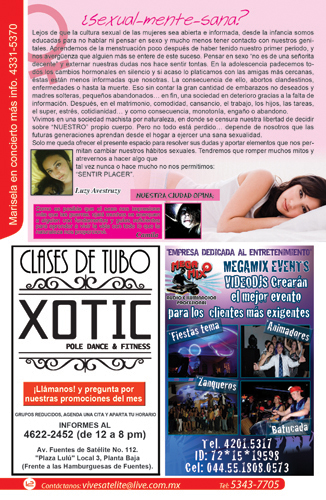 ¿Sexual-mente-sana?
Lejos de que la cultura sexual de las mujeres sea abierta e informada, desde la infancia somos
educadas para no hablar ni pensar en sexo y mucho menos tener contacto con nuestros geni-
tales. Aprendemos de la menstruación poco después de haber tenido nuestro primer periodo, y
nos avergüenza que alguien más se entere de este suceso. Pensar en sexo "no es de una señorita
decente" y externar nuestras dudas nos hace sentir tontas. En la adolescencia padecemos to-
dos los cambios hormonales en silencio y si acaso lo platicamos con las amigas más cercanas,
éstas están menos informadas que nosotras. La consecuencia de ello, abortos clandestinos,
enfermedades o hasta la muerte. Eso sin contar la gran cantidad de embarazos no deseados y
madres solteras, pequeños abandonados... en fin, una sociedad en deterioro gracias a la falta de
información. Después, en el matrimonio, comodidad, cansancio, el trabajo, los hijos, las tareas,
el super, estrés, cotidianidad... y como consecuencia, monotonía, engaño o abandono.
Vivimos en una sociedad machista por naturaleza, en donde se censura nuestra libertad de decidir
sobre "NUESTRO" propio cuerpo. Pero no todo está perdido... depende de nosotros que las
futuras generaciones aprendan desde el hogar a ejercer una sana sexualidad.
Solo me queda ofrecer el presente espacio para resolver sus dudas y aportar elementos que nos per-
mitan cambiar nuestros hábitos sexuales. Tendremos que romper muchos mitos y
atrevernos a hacer algo que
tal vez nunca o hace mucho no nos permitimos:
"SENTIR PLACER".
Lazy Avestruzy
NUESTRA CIUDAD OPINA.
Marisela en concierto más info: 4331-5370
CLASES DE TUBO
XOTIC
POLE DANCE & FITNESS
¡Llámanos! y pregunta por
nuestras promociones del mes
GRUPOS REDUCIDOS, AGENDA UNA CITA Y APARTA TU HORARIO
INFORMES AL
4622-2452 (de 12 a 8 pm)
Av. Fuentes de Satélite No. 112.
"Plaza Lulú" Local 3, Planta Baja
(Frente a las Hamburguesas de Fuentes).
"EMPRESA DEDICADA AL ENTRETENIMIENTO"
MEGA MIX
AUDIO E ILUMINACION
PROFESIONAL
MEGAMIX EVENTS
VIDEODJs Crearán
el mejor evento
para los clientes más exigentes
Fiestas tema
Animadores
Zanqueros
Batucada
Tel. 4201.5317
ID: 72*15*19598
Cel: 044.55.1808.0573
Contáctanos: vivesatelite@live.com.mx
Tel: 5343-7705